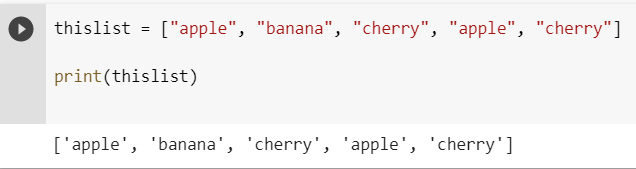 thislist = ["apple", "banana", "cherry", "apple", "cherry"]
print(thislist)
['apple', 'banana', 'cherry', 'apple', 'cherry']